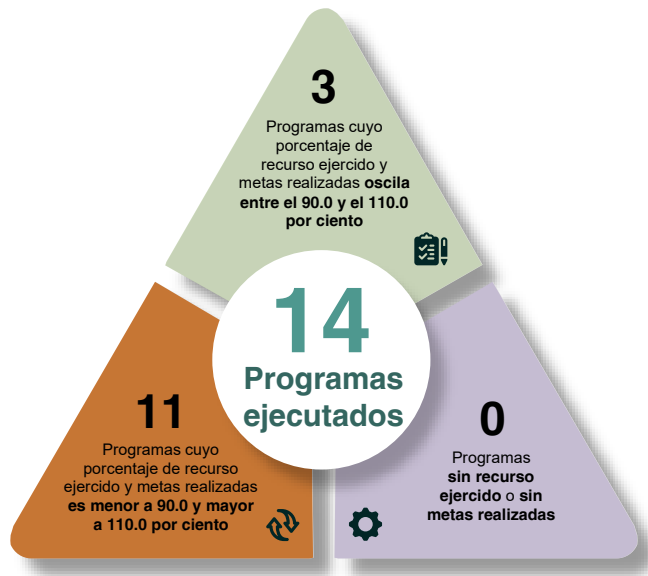 3
Programas cuyo
porcentaje de
recurso ejercido y
metas realizadas oscila
entre el 90.0 y el 110.0
por ciento
14
Programas
ejecutados
11
Programas cuyo
porcentaje de recurso
ejercido y metas realizadas
es menor a 90.0 y mayor
a 110.0 por ciento
0
Programas
sin recurso
ejercido o sin
metas realizadas